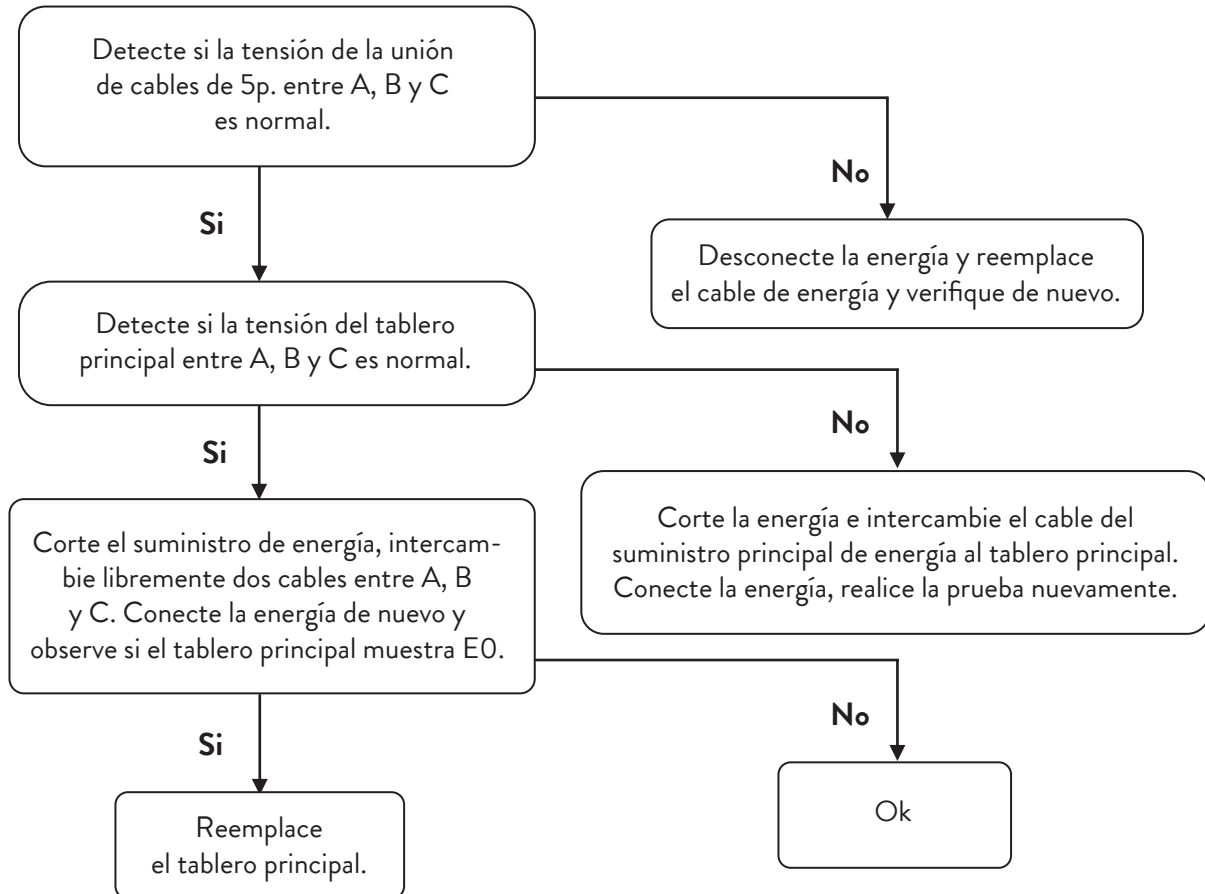 Detecte si la tensión de la unión
de cables de 5p. entre A, B y C
es normal.
No
Si
Desconecte la energía y reemplace
el cable de energía y verifique de nuevo.
Detecte si la tensión del tablero
principal entre A, B y C es normal.
No
Si
Corte la energía e intercambie el cable del
suministro principal de energía al tablero principal.
Conecte la energía, realice la prueba nuevamente.
Corte el suministro de energía, intercam-
bie libremente dos cables entre A, B
y C. Conecte la energía de nuevo y
observe si el tablero principal muestra E0.
No
Si
Ok
Reemplace
el tablero principal.